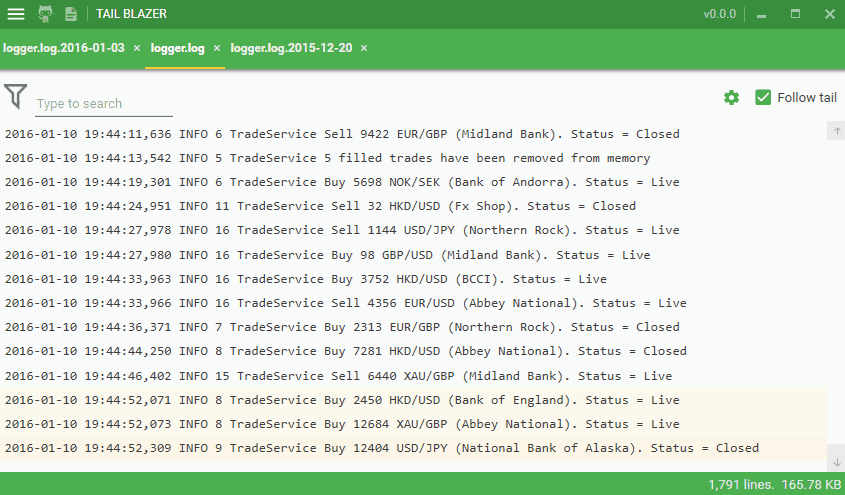 TAIL BLAZER
v0.0.0
logger.log.2016-01-03 × logger.log × logger.log.2015-12-20 ×
Type to search
Follow tail
2016-01-10 19:44:11,636 INFO 6 TradeService Sell 9422 EUR/GBP (Midland Bank). Status = Closed
2016-01-10 19:44:13,542 INFO 5 TradeService 5 filled trades have been removed from memory
2016-01-10 19:44:19,301 INFO 6 TradeService Buy 5698 NOK/SEK (Bank of Andorra). Status = Live
2016-01-10 19:44:24,951 INFO 11 TradeService Sell 32 HKD/USD (Fx Shop). Status = Closed
2016-01-10 19:44:27,978 INFO 16 TradeService Sell 1144 USD/JPY (Northern Rock). Status = Live
2016-01-10 19:44:27,980 INFO 16 TradeService Buy 98 GBP/USD (Midland Bank). Status = Live
2016-01-10 19:44:33,963 INFO 16 TradeService Buy 3752 HKD/USD (BCCI). Status = Live
2016-01-10 19:44:33,966 INFO 16 TradeService Sell 4356 EUR/USD (Abbey National). Status = Live
2016-01-10 19:44:36,371 INFO 7 TradeService Buy 2313 EUR/GBP (Northern Rock). Status = Closed
2016-01-10 19:44:44,250 INFO 8 TradeService Buy 7281 HKD/USD (Abbey National). Status = Closed
2016-01-10 19:44:46,402 INFO 15 TradeService Sell 6440 XAU/GBP (Midland Bank). Status = Live
2016-01-10 19:44:52,071 INFO 8 TradeService Buy 2450 HKD/USD (Bank of England). Status = Live
2016-01-10 19:44:52,073 INFO 8 TradeService Buy 12684 XAU/GBP (Abbey National). Status = Live
2016-01-10 19:44:52,309 INFO 9 TradeService Buy 12404 USD/JPY (National Bank of Alaska). Status = Closed
1,791 lines. 165.78 KB